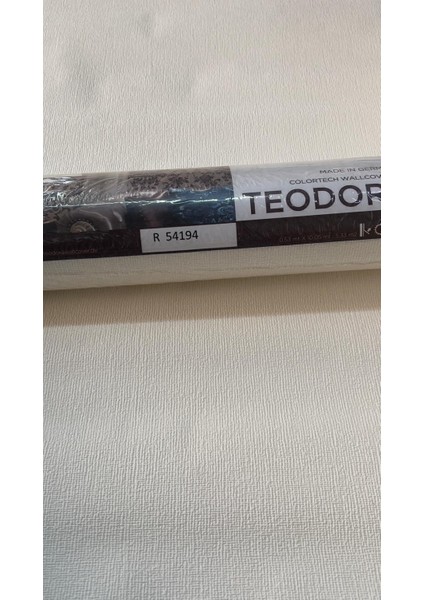 MADE IN GERM
COLORTECH WALLCOV
TEODOR
R 54194